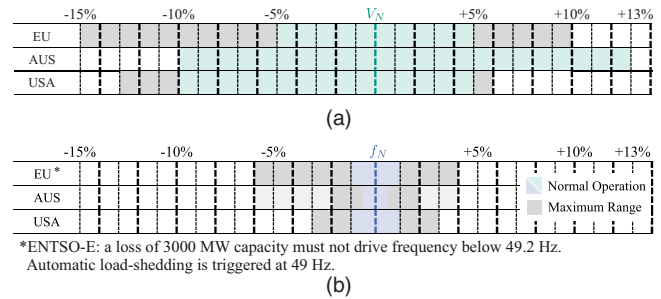 -15% -10% -5% V_N +5% +10% +13%
EU
AUS
USA
(a)
-15% -10% -5% f_N +5% +10% +13%
EU*
AUS
USA
Normal Operation
Maximum Range
*ENTSO-E: a loss of 3000 MW capacity must not drive frequency below 49.2 Hz.
Automatic load-shedding is triggered at 49 Hz.
(b)